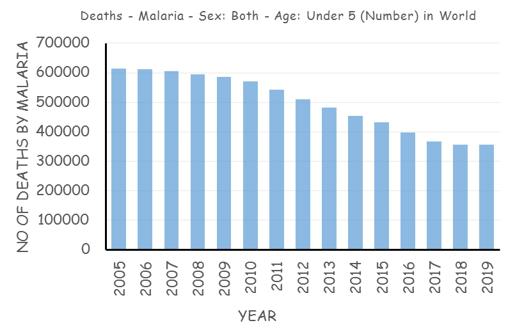 Deaths - Malaria - Sex: Both - Age: Under 5 (Number) in World
NO OF DEATHS BY MALARIA
700000
600000
500000
400000
300000
200000
100000
0
2005 2006 2007 2008 2009 2010 2011 2012 2013 2014 2015 2016 2017 2018 2019
YEAR